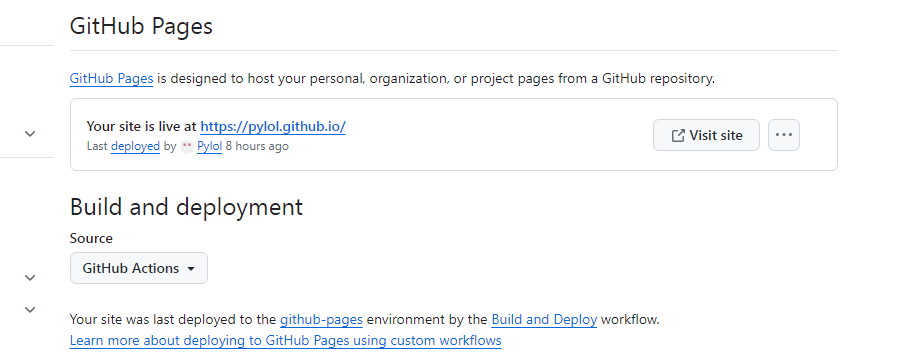 GitHub Pages
GitHub Pages is designed to host your personal, organization, or project pages from a GitHub repository.
Your site is live at https://pylol.github.io/
Last deployed by Pylol 8 hours ago
Visit site
Build and deployment
Source
GitHub Actions
Your site was last deployed to the github-pages environment by the Build and Deploy workflow.
Learn more about deploying to GitHub Pages using custom workflows